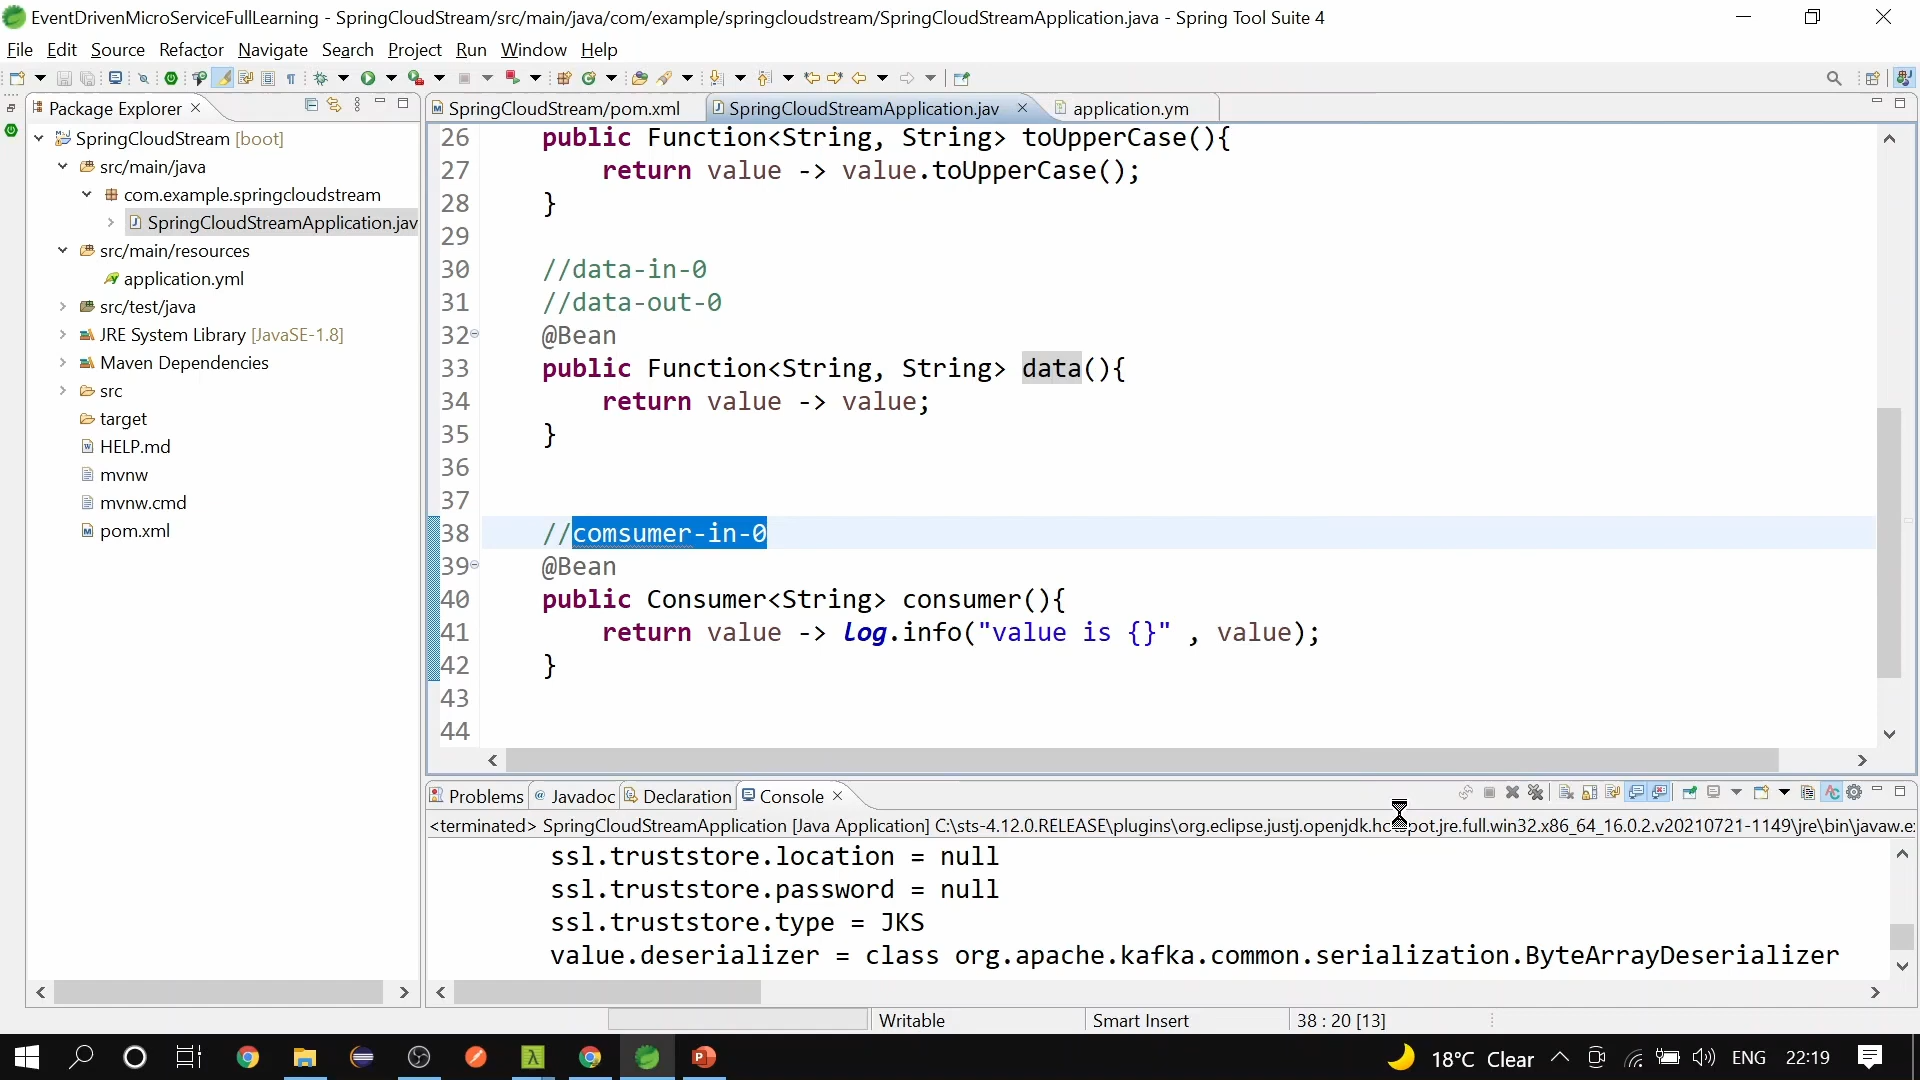 EventDrivenMicroServiceFullLearning - SpringCloudStream/src/main/java/com/example/springcloudstream/SpringCloudStreamApplication.java - Spring Tool Suite 4
File Edit Source Refactor Navigate Search Project Run Window Help
Package Explorer
SpringCloudStream/pom.xml
SpringCloudStreamApplication.jav
application.ym
SpringCloudStream [boot]
src/main/java
com.example.springcloudstream
SpringCloudStreamApplication.jav
src/main/resources
application.yml
src/test/java
JRE System Library [JavaSE-1.8]
Maven Dependencies
src
target
HELP.md
mvnw
mvnw.cmd
pom.xml
26 public Function<String, String> toUpperCase(){
27 return value -> value.toUpperCase();
28 }
29
30 //data-in-0
31 //data-out-0
32 @Bean
33 public Function<String, String> data(){
34 return value -> value;
35 }
36
37
38 //comsumer-in-0
39 @Bean
40 public Consumer<String> consumer(){
41 return value -> log.info("value is {}" , value);
42 }
43
44
Problems @ Javadoc Declaration Console
<terminated> SpringCloudStreamApplication [Java Application] C:\sts-4.12.0.RELEASE\plugins\org.eclipse.justj.openjdk.hotspot.jre.full.win32.x86_64_16.0.2.v20210721-1149\jre\bin\javaw.e
ssl.truststore.location = null
ssl.truststore.password = null
ssl.truststore.type = JKS
value.deserializer = class org.apache.kafka.common.serialization.ByteArrayDeserializer
Writable Smart Insert 38 : 20 [13]
18°C Clear ENG 22:19